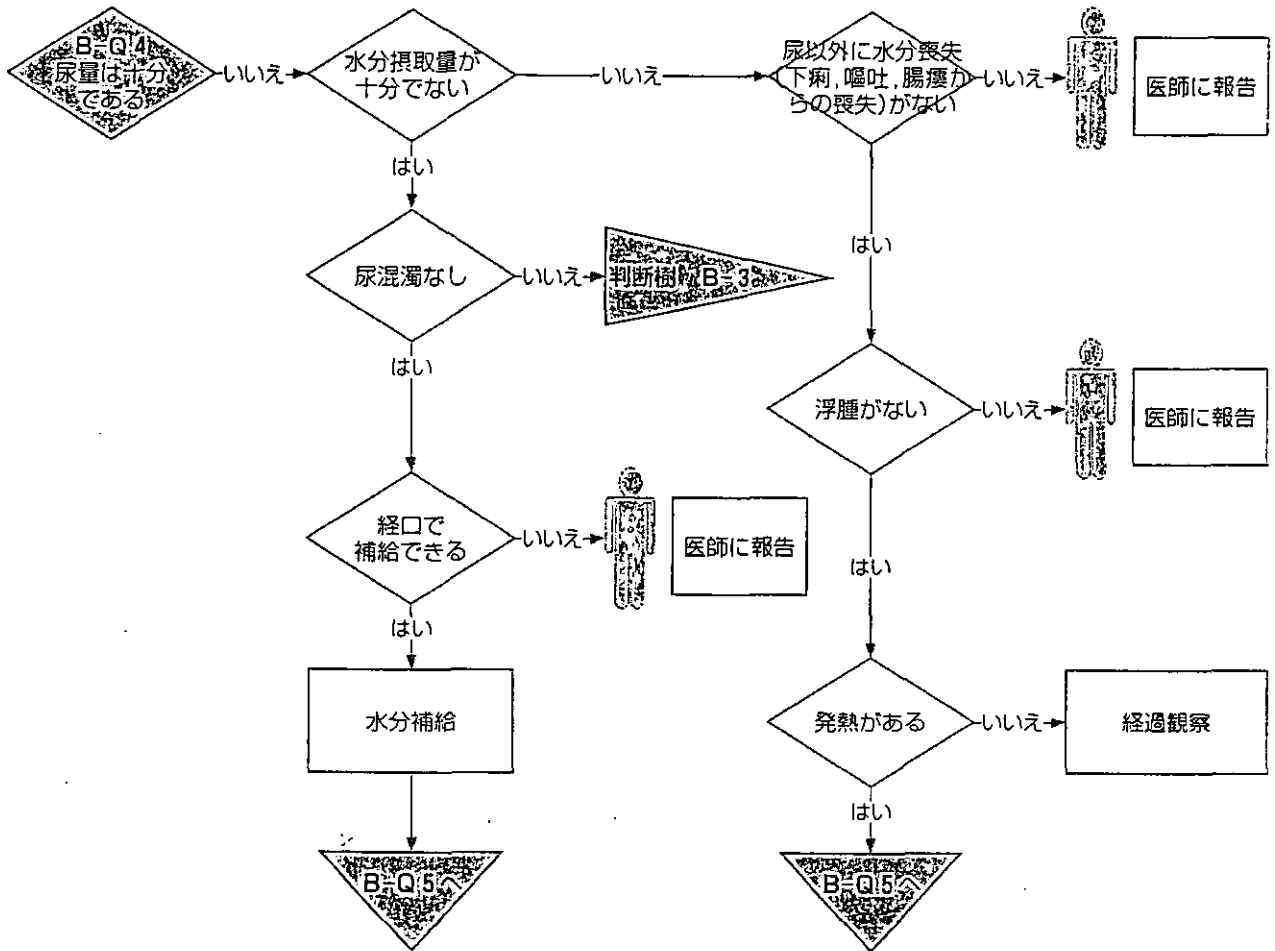 B-Q4
尿量は十分
である
いいえ
水分摂取量が
十分でない
いいえ
尿以外に水分喪失
下痢,嘔吐,腸瘻か
らの喪失)がない
いいえ
医師に報告
はい
はい
尿混濁なし
いいえ
判断樹 B-3
はい
浮腫がない
いいえ
医師に報告
経口で
補給できる
いいえ
医師に報告
はい
はい
水分補給
発熱がある
いいえ
経過観察
はい
B-Q5へ
B-Q5へ